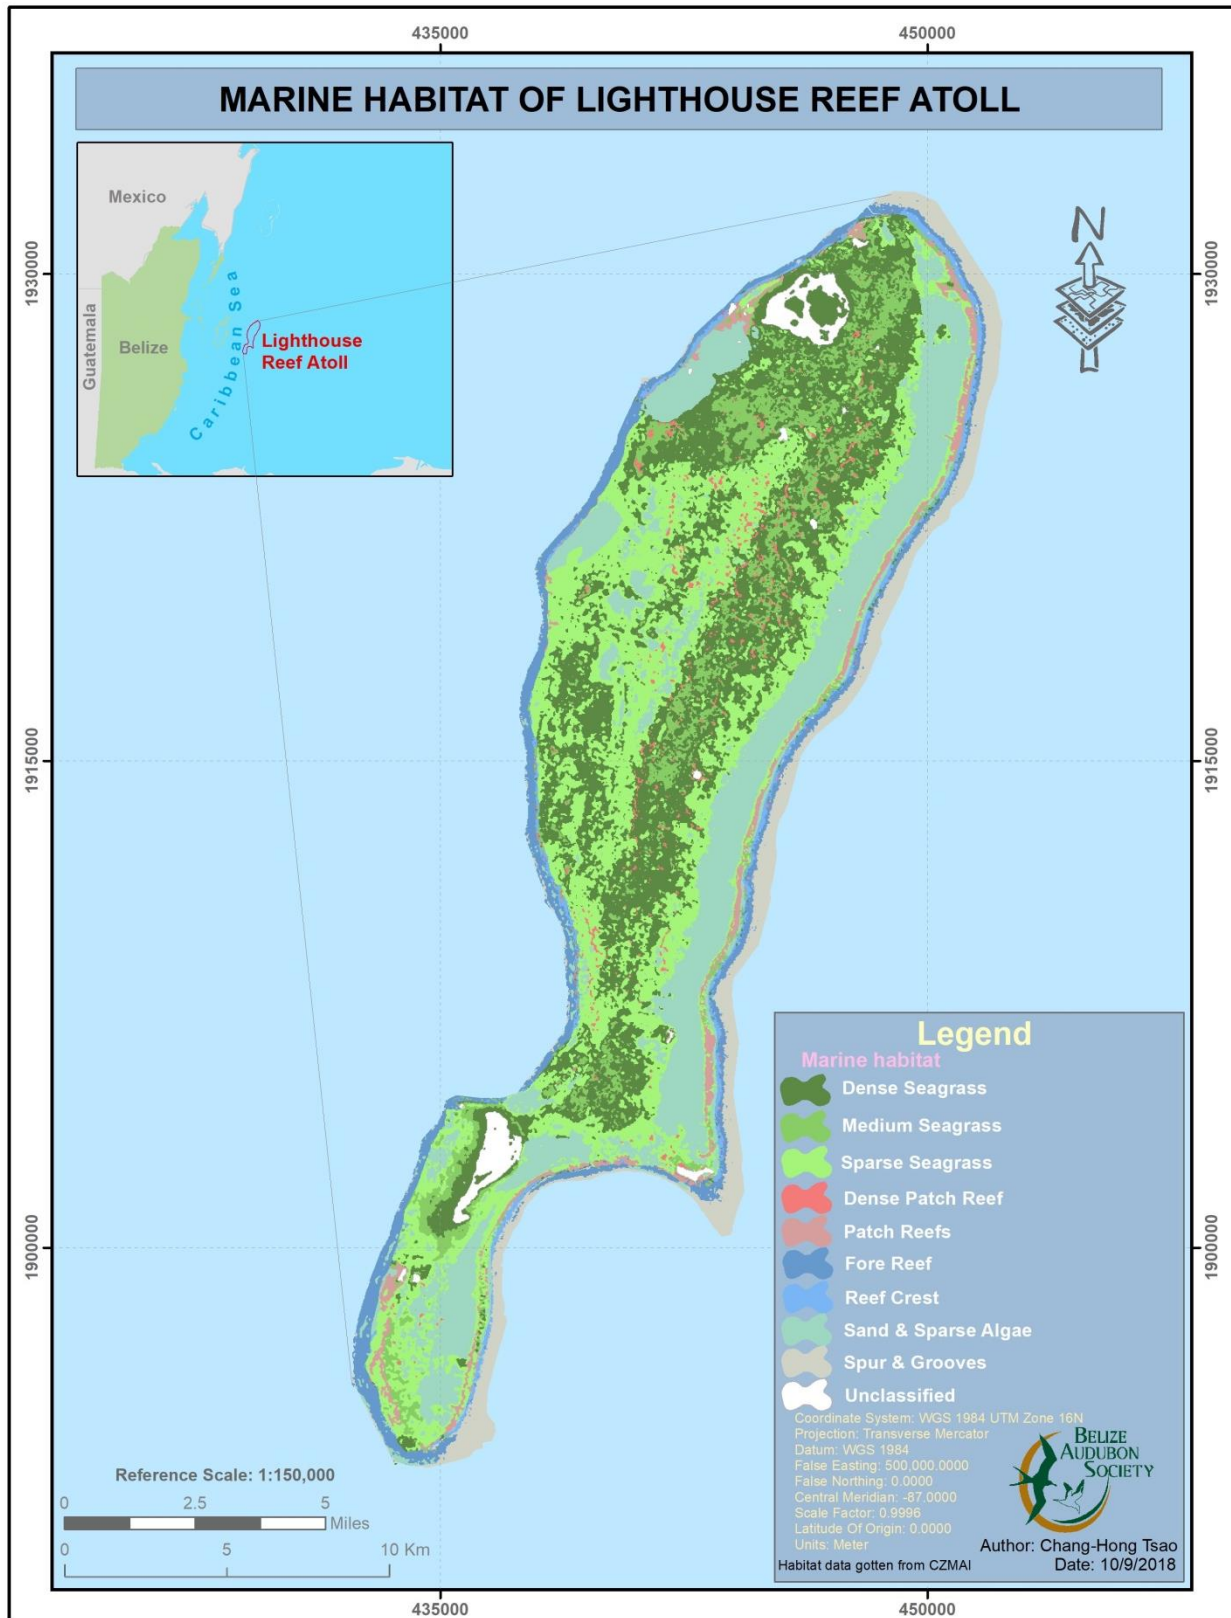 435000
450000
MARINE HABITAT OF LIGHTHOUSE REEF ATOLL
Mexico
Guatemala
Belize
Caribbean Sea
Lighthouse
Reef Atoll
N
1930000
1930000
1915000
1915000
1900000
1900000
Legend
Marine habitat
Dense Seagrass
Medium Seagrass
Sparse Seagrass
Dense Patch Reef
Patch Reefs
Fore Reef
Reef Crest
Sand & Sparse Algae
Spur & Grooves
Unclassified
Coordinate System: WGS 1984 UTM Zone 16N
Projection: Transverse Mercator
Datum: WGS 1984
False Easting: 500,000.0000
False Northing: 0.0000
Central Meridian: -87.0000
Scale Factor: 0.9996
Latitude Of Origin: 0.0000
Units: Meter
Habitat data gotten from CZMAI
BELIZE
AUDUBON
SOCIETY
Author: Chang-Hong Tsao
Date: 10/9/2018
Reference Scale: 1:150,000
0 2.5 5
Miles
0 5 10 Km
435000
450000